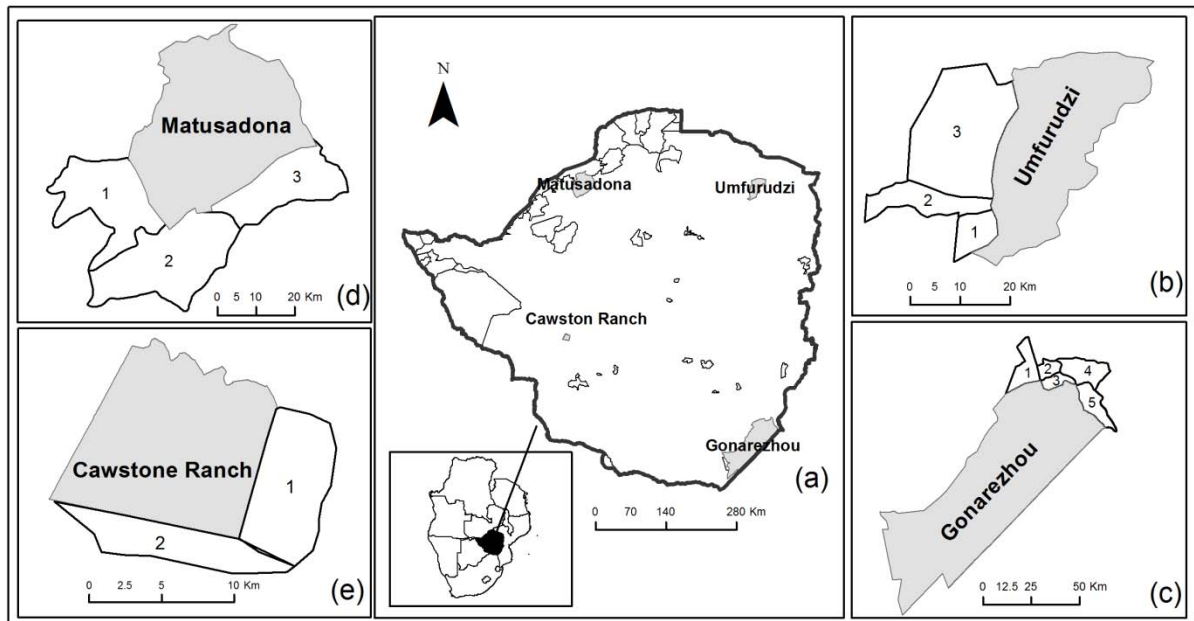 Matusadona
1
2
3
0 5 10 20 Km
(d)
Cawstone Ranch
1
2
0 2.5 5 10 Km
(e)
N
Matusadona
Umfurudzi
Cawston Ranch
Gonarezhou
(a)
0 70 140 280 Km
3
2
1
Umfurudzi
0 5 10 20 Km
(b)
1
2
3
4
5
Gonarezhou
0 12.5 25 50 Km
(c)